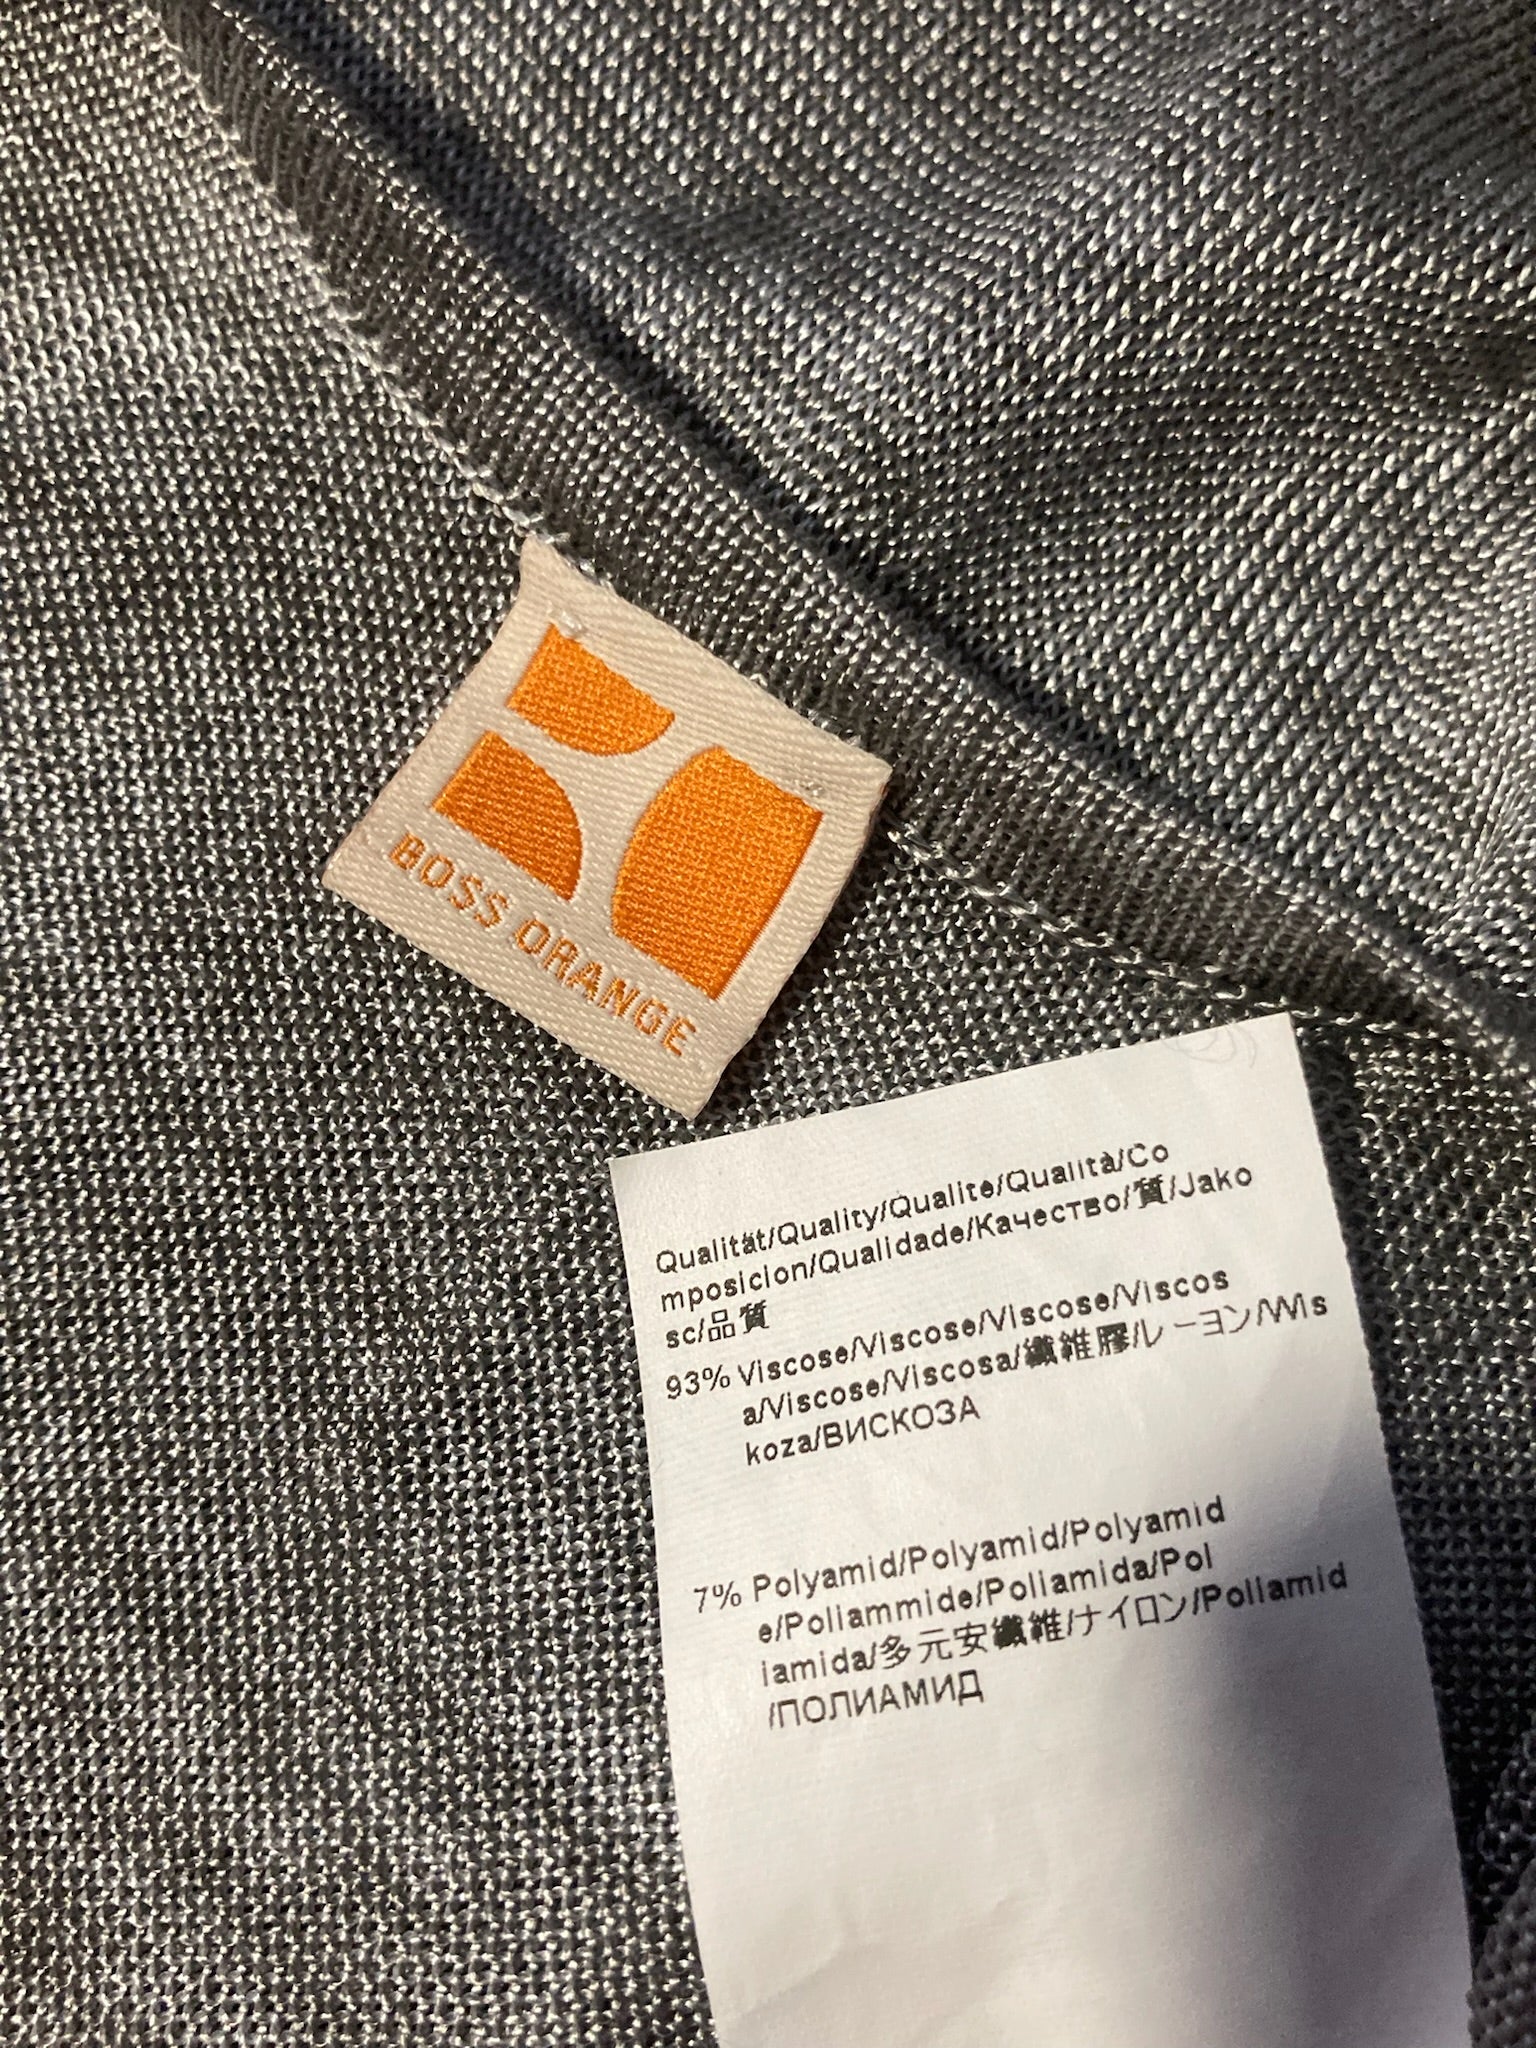 BOSS ORANGE
Qualität/Quality/Qualite/Qualità/Co
mposicion/Qualidade/Качество/質/Jako
sc/品質
93% Viscose/Viscose/Viscose/Viscos
a/Viscose/Viscosa/纖維膠/レーヨン/Wis
koza/ВИСКОЗА
7% Polyamid/Polyamid/Polyamid
e/Poliammide/Poliamida/Pol
iamida/多元安纖維/ナイロン/Poliamid
/ПОЛИАМИД